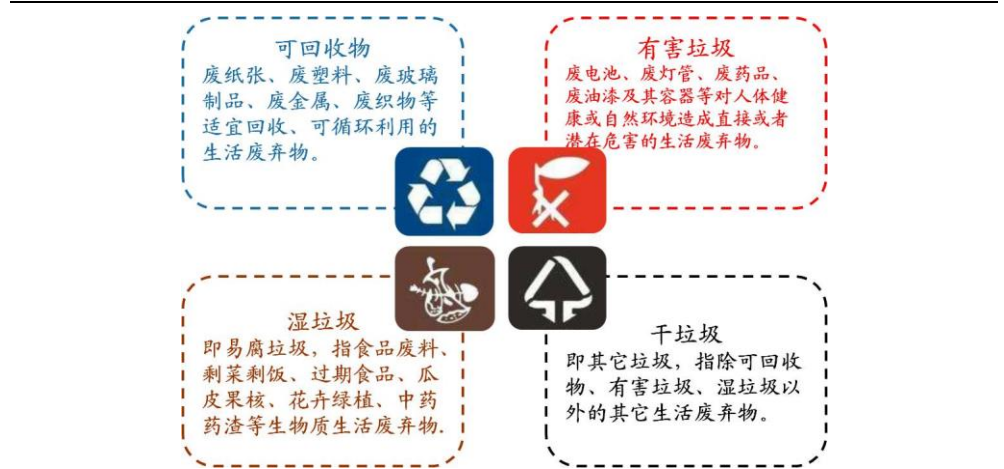 可回收物
废纸张、废塑料、废玻璃
制品、废金属、废织物等
适宜回收、可循环利用的
生活废弃物。
有害垃圾
废电池、废灯管、废药品、
废油漆及其容器等对人体健
康或自然环境造成直接或者
潜在危害的生活废弃物。
湿垃圾
即易腐垃圾，指食品废料、
剩菜剩饭、过期食品、瓜
皮果核、花卉绿植、中药
药渣等生物质生活废弃物.
干垃圾
即其它垃圾，指除可回收
物、有害垃圾、湿垃圾以
外的其它生活废弃物。